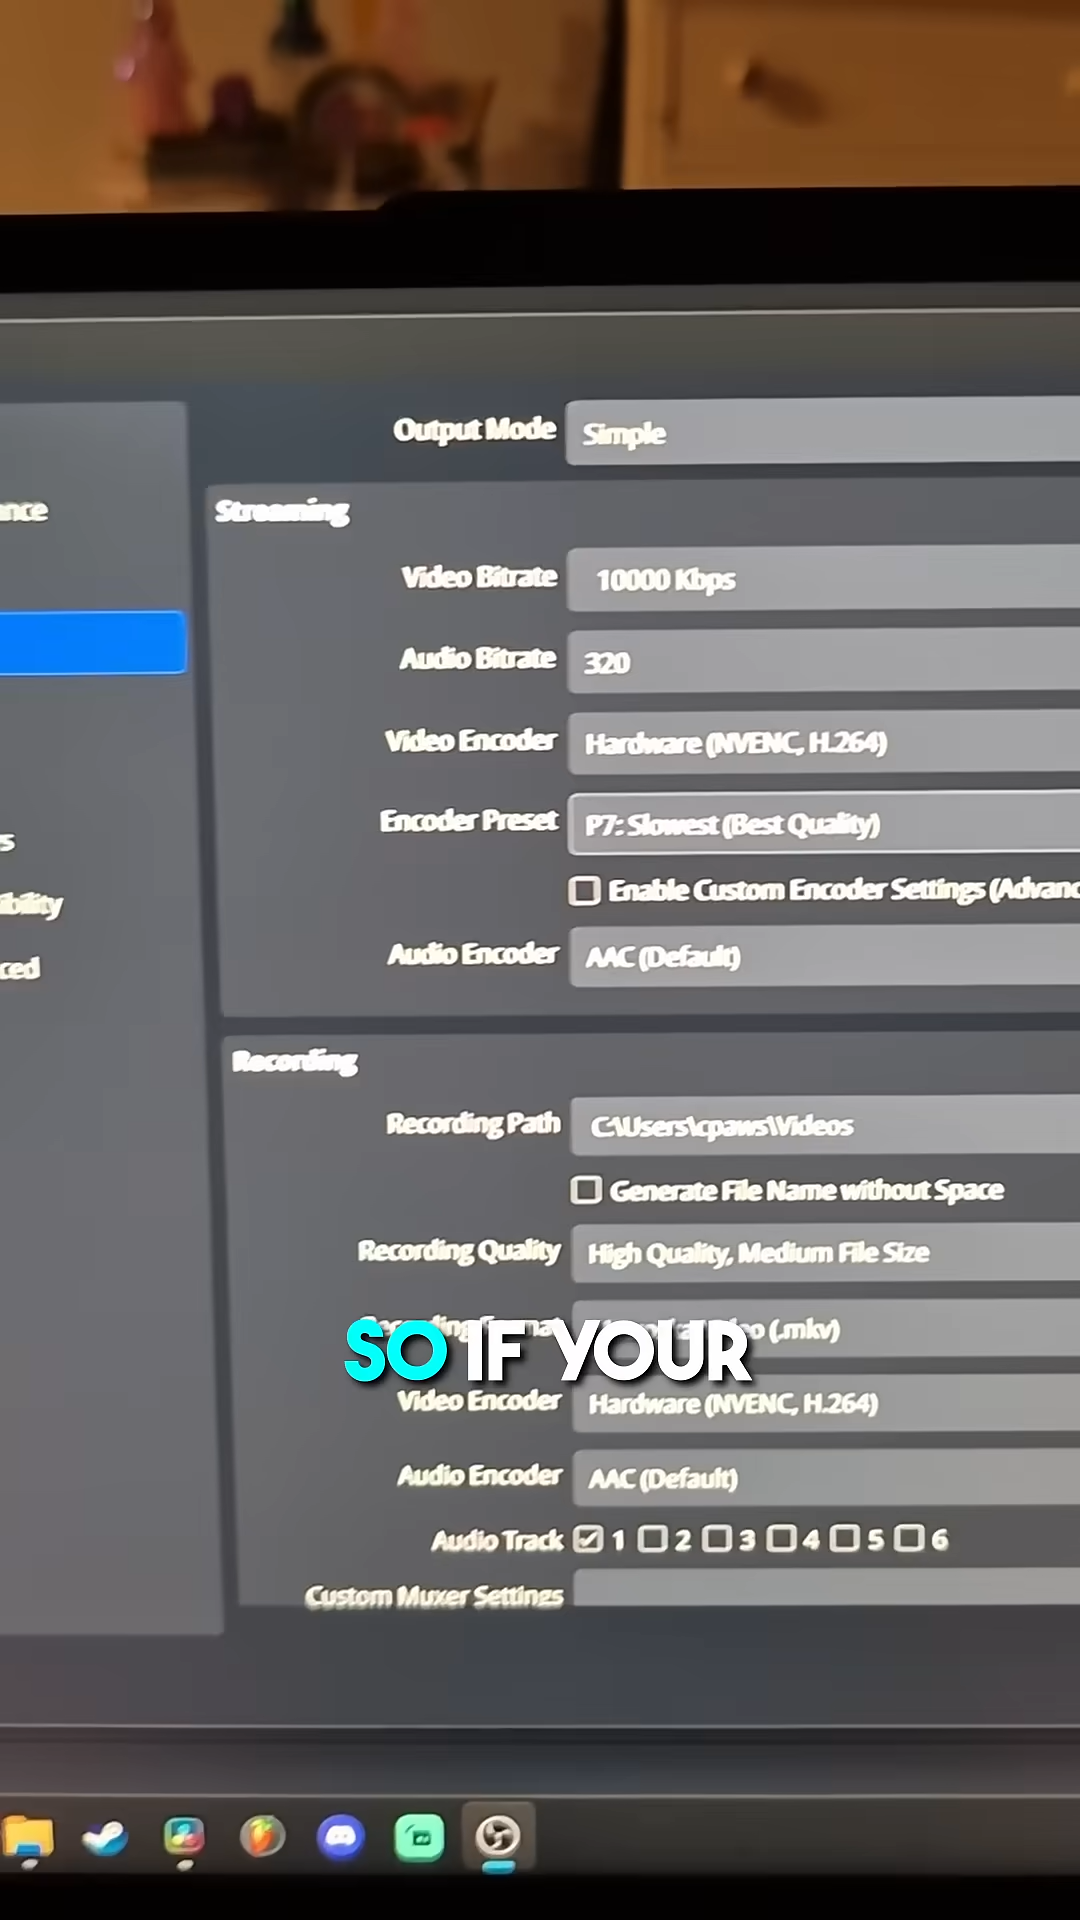 Output Mode Simple
ance
Streaming
Video Bitrate 10000 Kbps
Audio Bitrate 320
Video Encoder Hardware (NVENC, H.264)
Encoder Preset P7: Slowest (Best Quality)
s
Enable Custom Encoder Settings (Advanc
ibility
Audio Encoder AAC (Default)
ced
Recording
Recording Path C:\Users\cpaws\Videos
Generate File Name without Space
Recording Quality High Quality, Medium File Size
(.mkv)
SO IF YOUR
Video Encoder Hardware (NVENC, H.264)
Audio Encoder AAC (Default)
Audio Track 1 2 3 4 5 6
Custom Muxer Settings